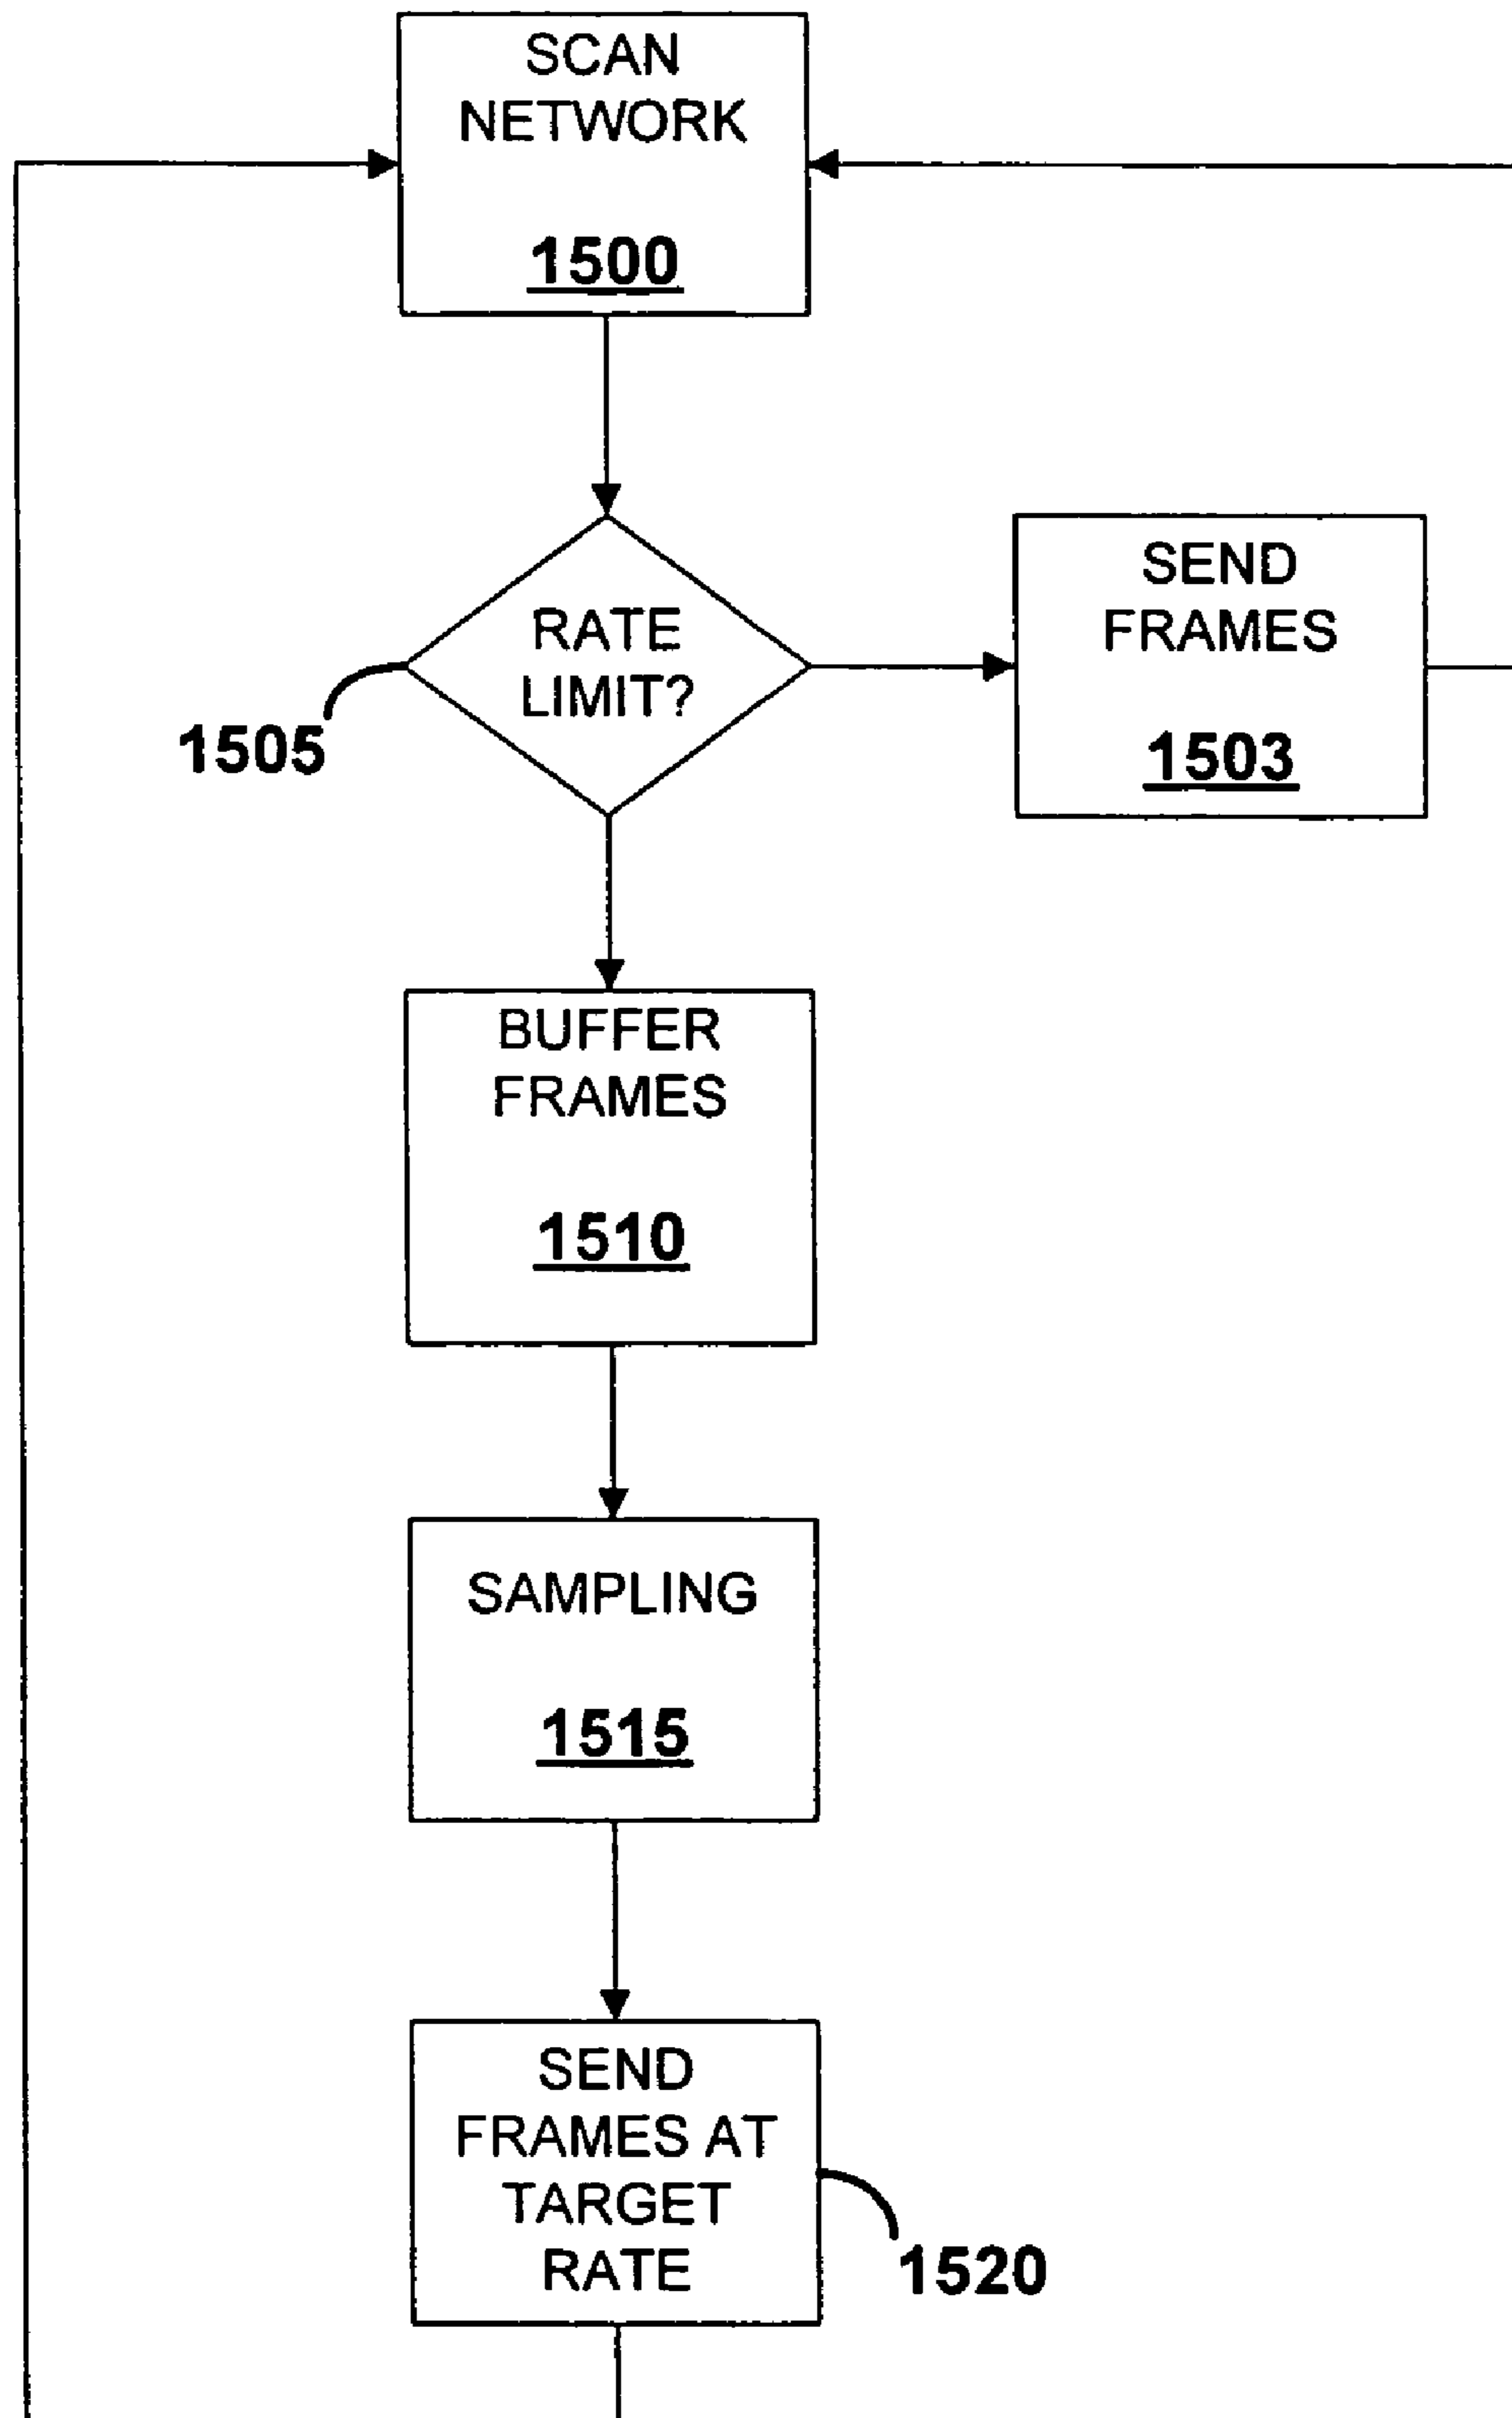 SCAN
NETWORK
1500
RATE
LIMIT?
1505
SEND
FRAMES
1503
BUFFER
FRAMES
1510
SAMPLING
1515
SEND
FRAMES AT
TARGET
RATE
1520